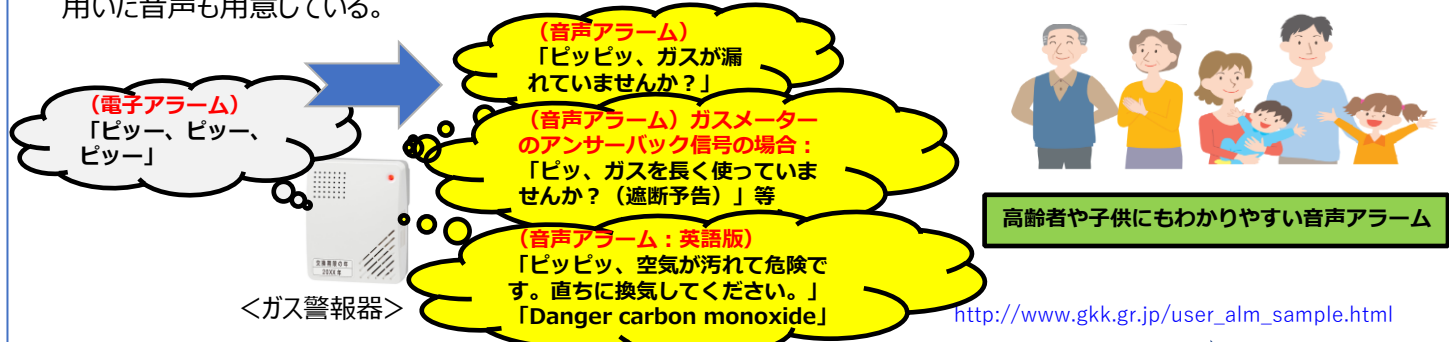 用いた音声も用意している。
（電子アラーム）
「ピッー、ピッー、
ピッー」
（音声アラーム）
「ピッピッ、ガスが漏
れていませんか？」
（音声アラーム）ガスメーター
のアンサーバック信号の場合：
「ピッ、ガスを長く使っていま
せんか？（遮断予告）」等
（音声アラーム：英語版）
「ピッピッ、空気が汚れて危険で
す。直ちに換気してください。」
「Danger carbon monoxide」
交換期限の年
20XX 年
＜ガス警報器＞
高齢者や子供にもわかりやすい音声アラーム
http://www.gkk.gr.jp/user_alm_sample.html